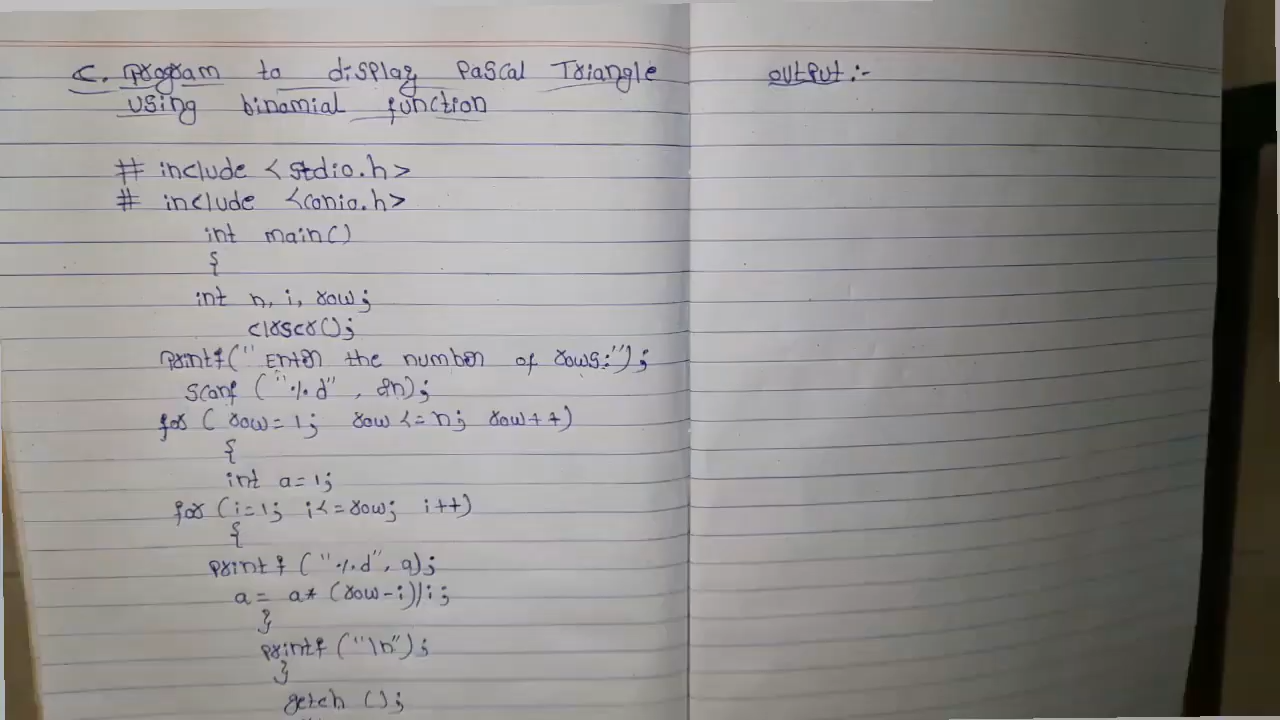 C. program to display Pascal Triangle
using binamial function
# include <stdio.h>
# include <conio.h>
int main()
{
int n, i, row;
clrscr();
printf("Enter the number of rows:");
scanf ("%d", &n);
for ( row=1; row <=n; row++)
{
int a=1;
for (i=1; i<=row; i++)
{
printf ("%d", a);
a= a* (row-i)/i;
}
printf ("\n");
}
getch ();
output :-